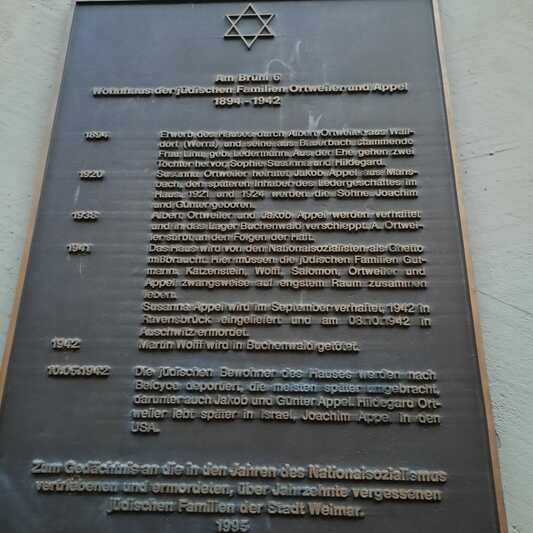 Am Brühl 6
Wohnhaus der jüdischen Familien Ortweiler und Appel
1894 - 1942
1894 Erwerb des Hauses durch Albert Ortweiler aus Wall-
dorf (Werra) und seine aus Bauerbach stammende
Frau Lina, geb. Ledermann. Aus der Ehe gehen zwei
Töchter hervor, Sophie Susanna und Hildegard.
1920 Susanna Ortweiler heiratet Jakob Appel aus Mans-
bach, den späteren Inhaber des Ledergeschäftes im
Haus. 1921 und 1924 werden die Söhne Joachim
und Günter geboren.
1938 Albert Ortweiler und Jakob Appel werden verhaftet
und in das Lager Buchenwald verschleppt. A. Ortwei-
ler stirbt an den Folgen der Haft.
1941 Das Haus wird von den Nationalsozialisten als Ghetto
mißbraucht. Hier müssen die jüdischen Familien Gut-
mann, Katzenstein, Wolff, Salomon, Ortweiler und
Appel zwangsweise auf engstem Raum zusammen
leben.
Susanna Appel wird im September verhaftet, 1942 in
Ravensbrück eingeliefert und am 08.10.1942 in
Auschwitz ermordet.
1942 Martin Wolff wird in Buchenwald getötet.
10.05.1942 Die jüdischen Bewohner des Hauses werden nach
Belcyce deportiert, die meisten später umgebracht,
darunter auch Jakob und Günter Appel. Hildegard Ort-
weiler lebt später in Israel, Joachim Appel in den
USA.
Zum Gedächtnis an die in den Jahren des Nationalsozialismus
vertriebenen und ermordeten, über Jahrzehnte vergessenen
jüdischen Familien der Stadt Weimar.
1995